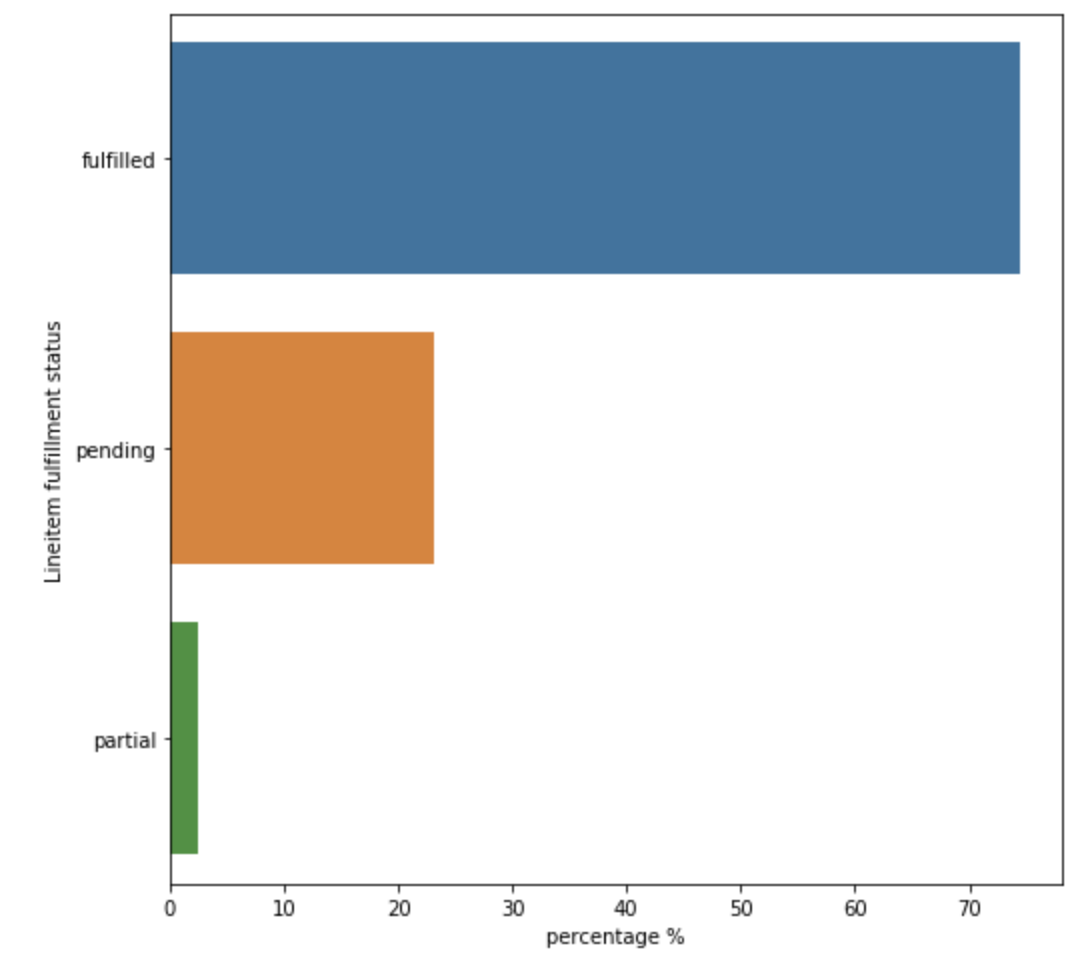 Lineitem fulfillment status
fulfilled
pending
partial
0 10 20 30 40 50 60 70
percentage %